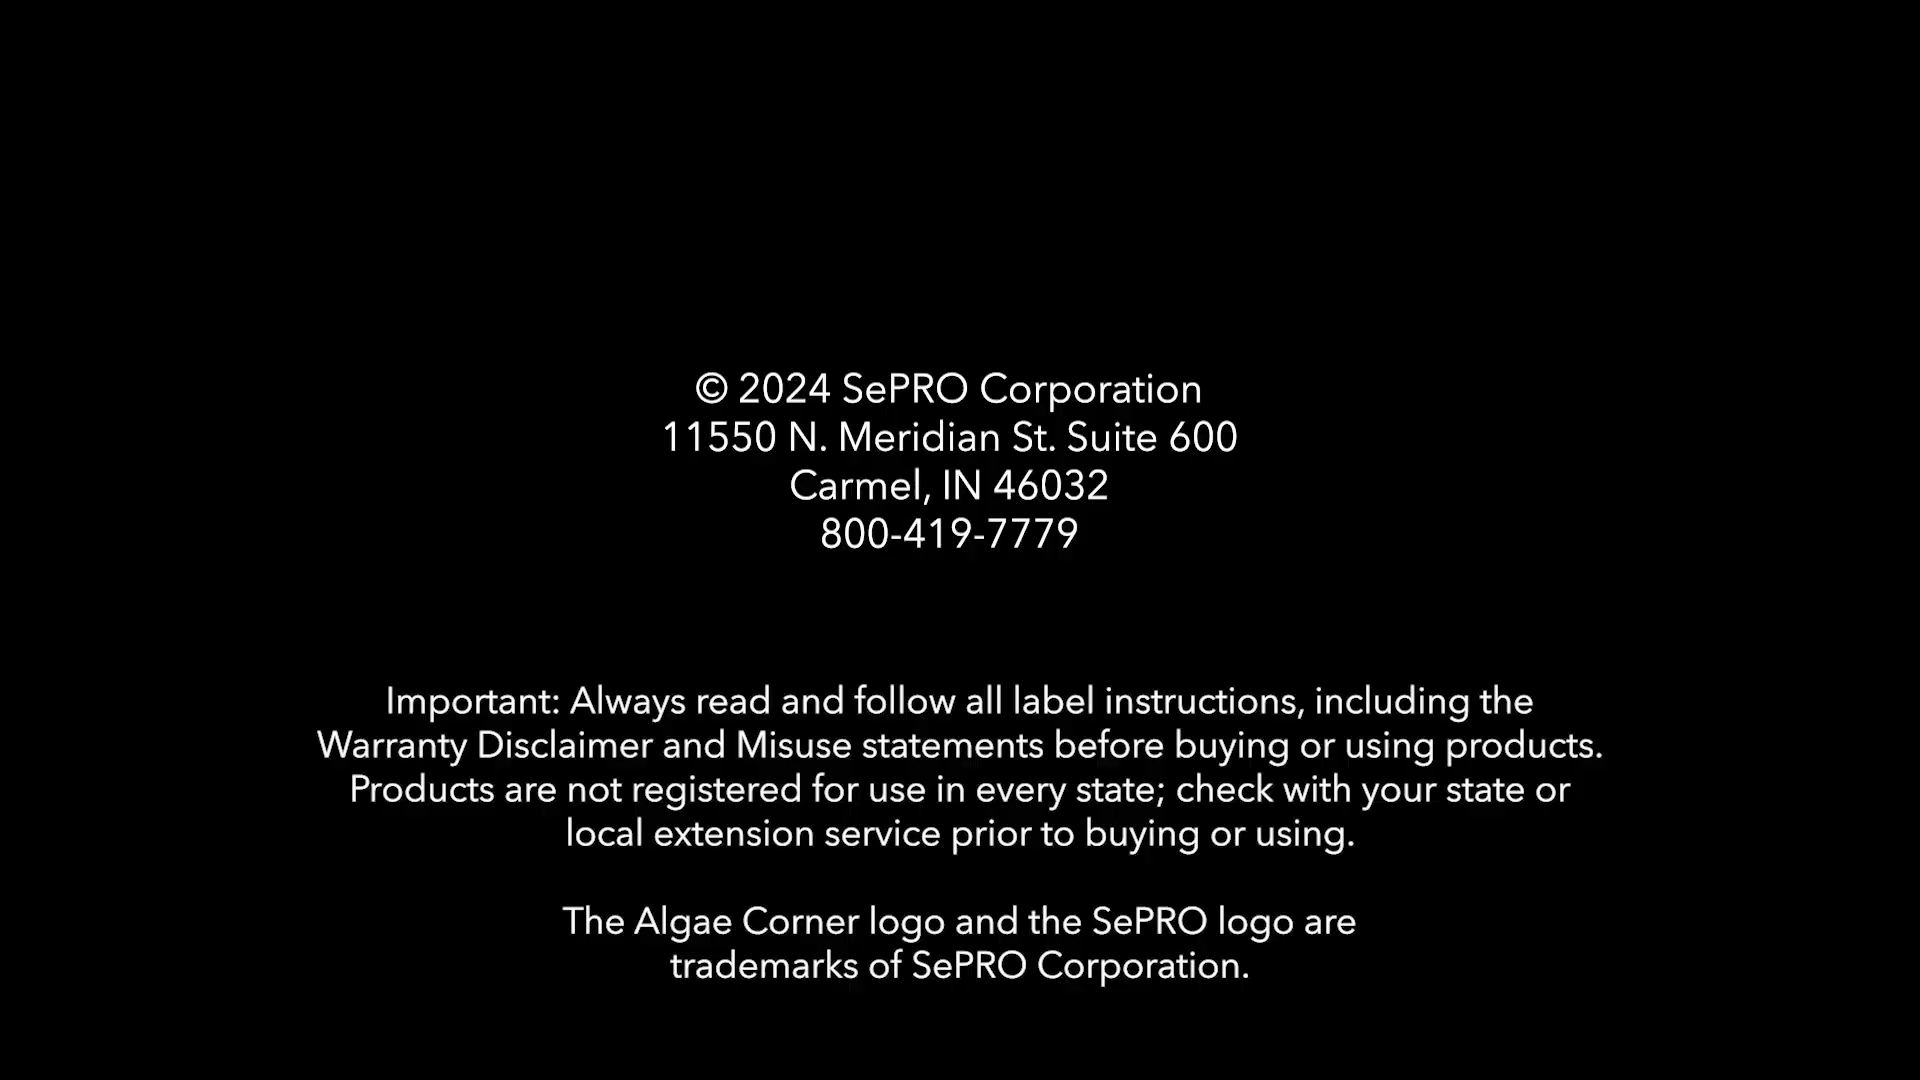 © 2024 SePRO Corporation
11550 N. Meridian St. Suite 600
Carmel, IN 46032
800-419-7779
Important: Always read and follow all label instructions, including the
Warranty Disclaimer and Misuse statements before buying or using products.
Products are not registered for use in every state; check with your state or
local extension service prior to buying or using.
The Algae Corner logo and the SePRO logo are
trademarks of SePRO Corporation.